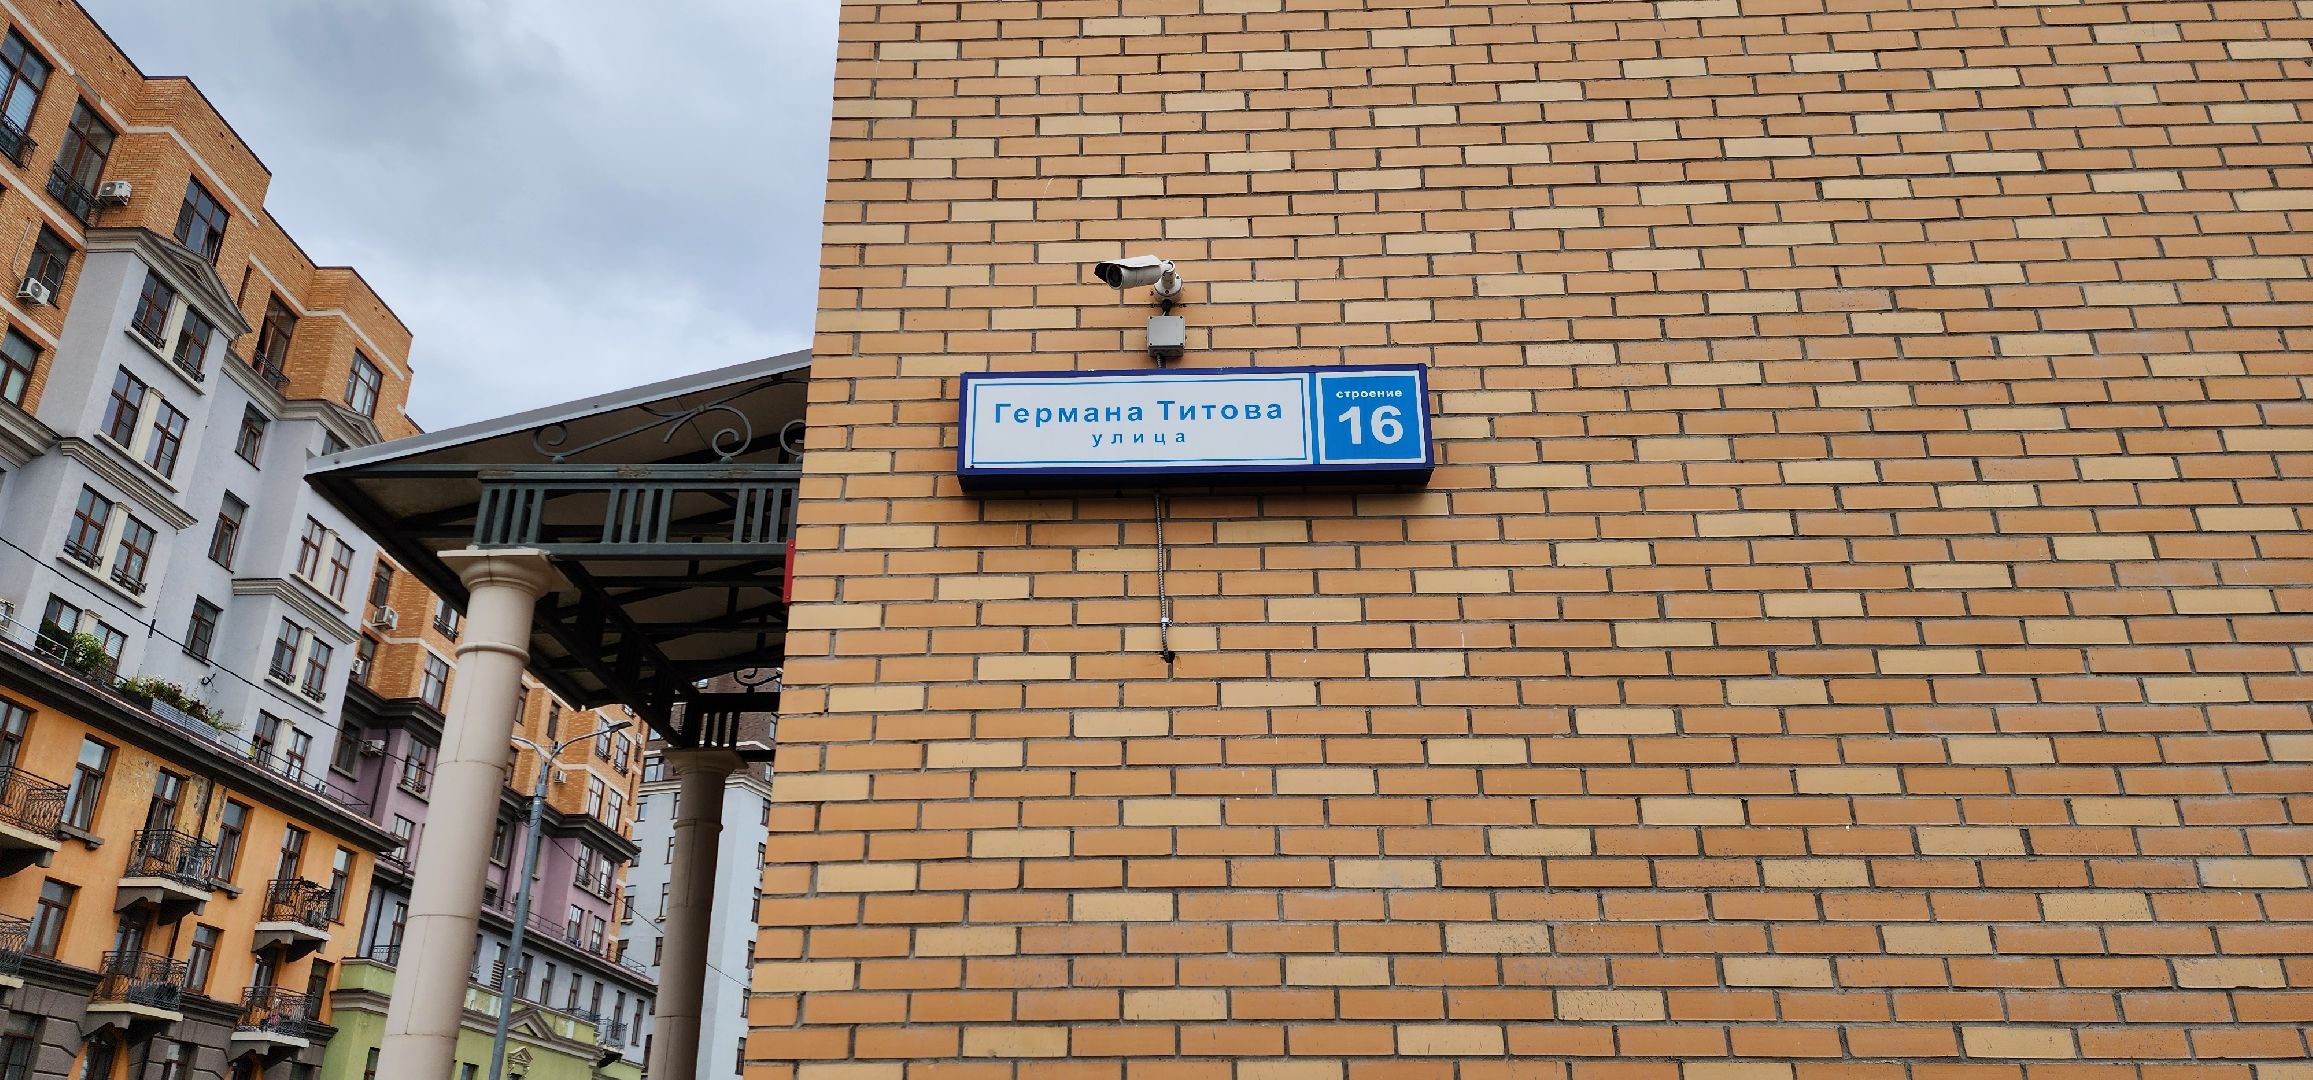 Германа Титова
улица
строение
16